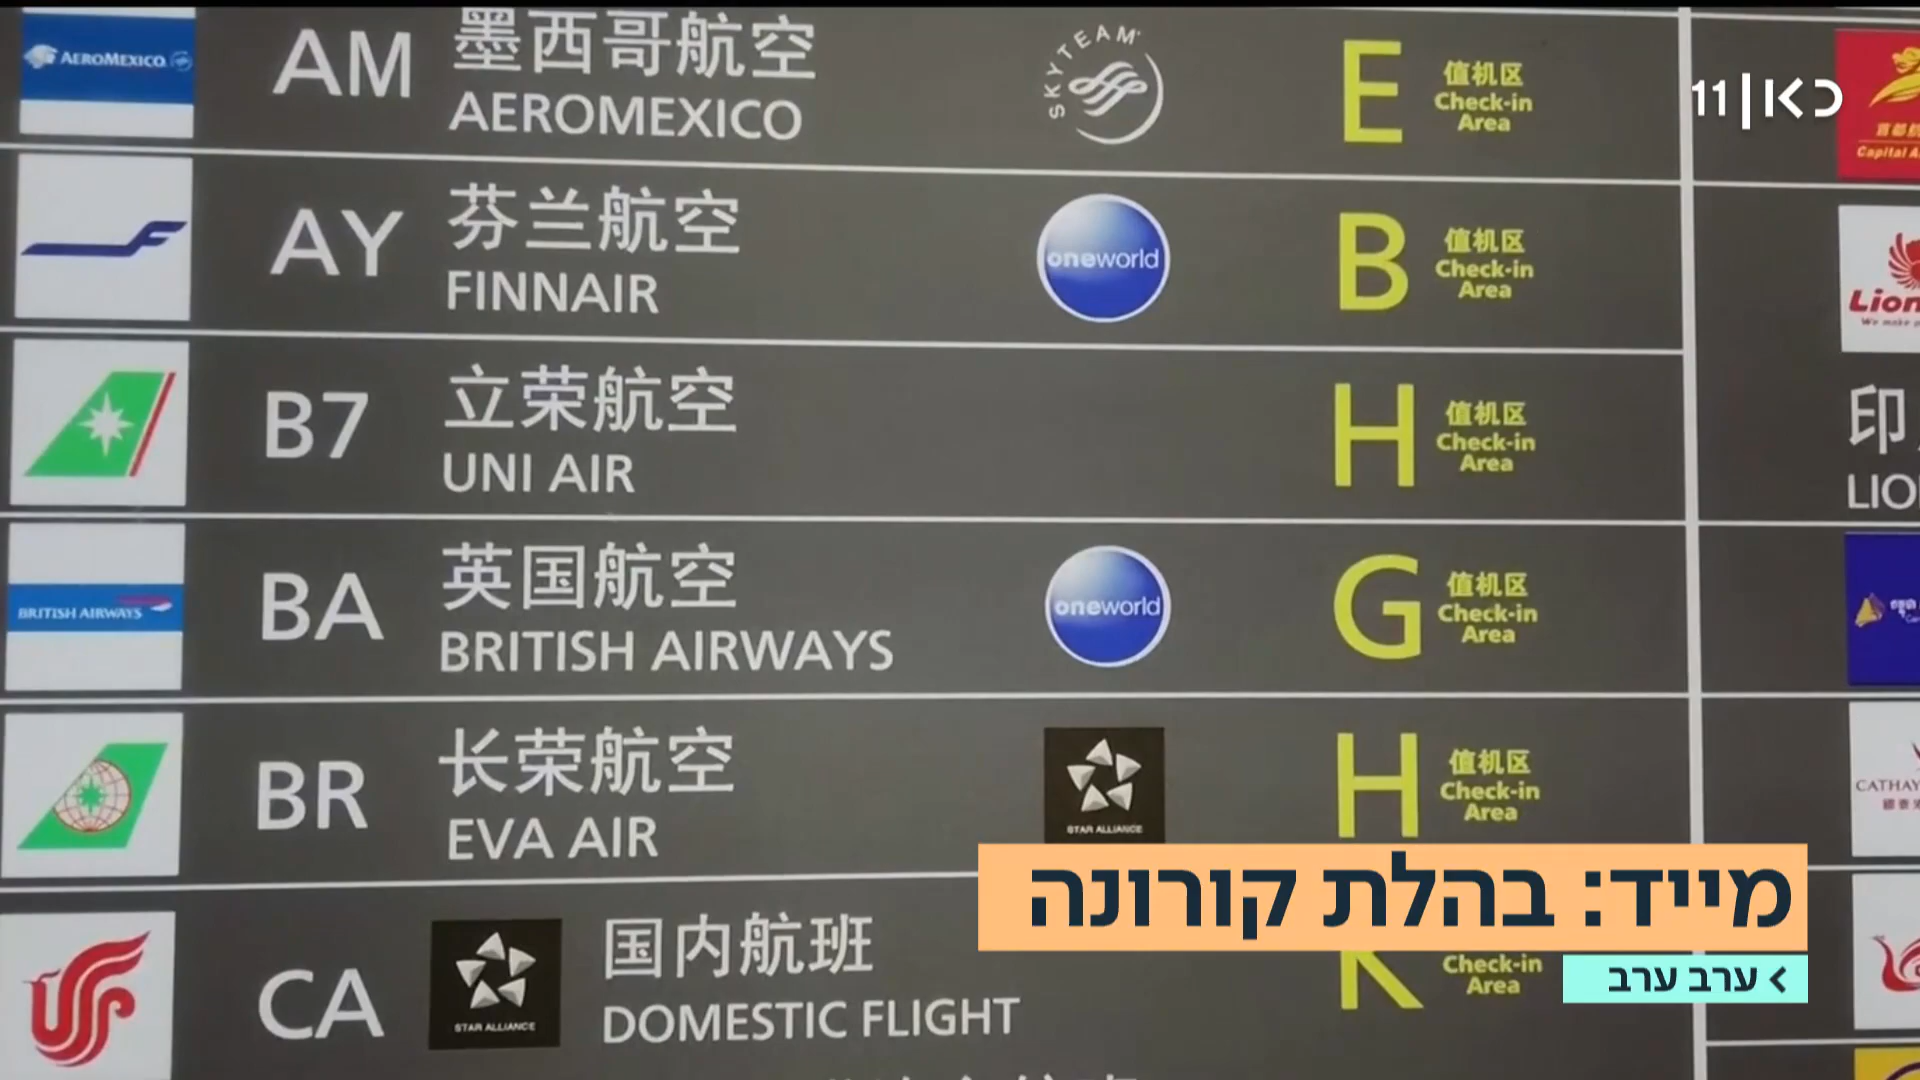 AEROMEXICO.
AM
墨西哥航空
AEROMEXICO
SKYTEAM
E
值机区
Check-in
Area
כאן|11
Capital
AY
芬兰航空
FINNAIR
oneworld
B
值机区
Check-in
Area
Lion
B7
立荣航空
UNI AIR
H
值机区
Check-in
Area
印
LIO
BRITISH AIRWAYS
BA
英国航空
BRITISH AIRWAYS
oneworld
G
值机区
Check-in
Area
BR
长荣航空
EVA AIR
STAR ALLIANCE
H
值机区
Check-in
Area
CATHAY
מייד: בהלת קורונה
CA
STAR ALLIANCE
国内航班
DOMESTIC FLIGHT
K
Check-in
Area
ערב ערב